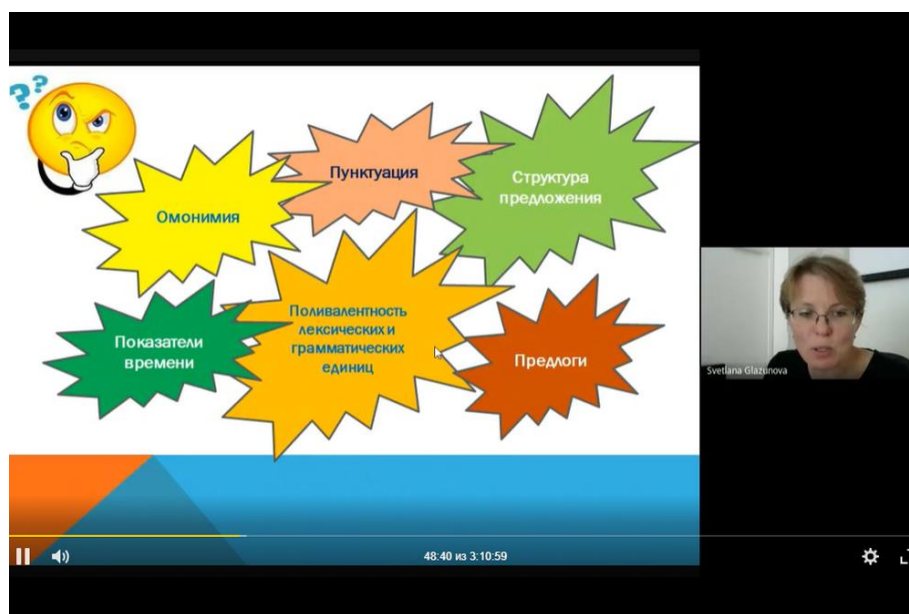 ??
Омонимия
Пунктуация
Структура
предложения
Показатели
времени
Поливалентность
лексических и
грамматических
единиц
Предлоги
Svetlana Glazunova
48:40 из 3:10:59